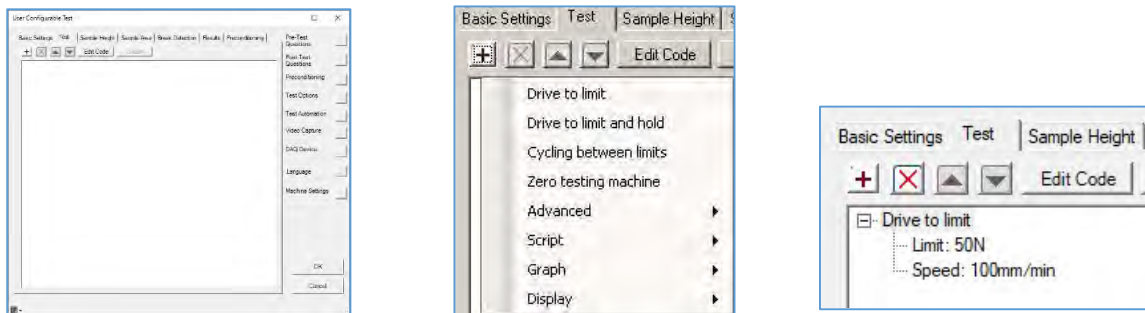 User Configurable Test
Basic Settings Test Sample Height Sample Area Break Detection Results Preconditioning
Edit Code
Pre-Test
Questions
Post-Test
Questions
Preconditioning
Test Options
Test Automation
Video Capture
DAQ Device
Language
Machine Settings
OK
Cancel
Basic Settings Test Sample Height
Edit Code
Drive to limit
Drive to limit and hold
Cycling between limits
Zero testing machine
Advanced
Script
Graph
Display
Basic Settings Test Sample Height
Edit Code
Drive to limit
Limit: 50N
Speed: 100mm/min